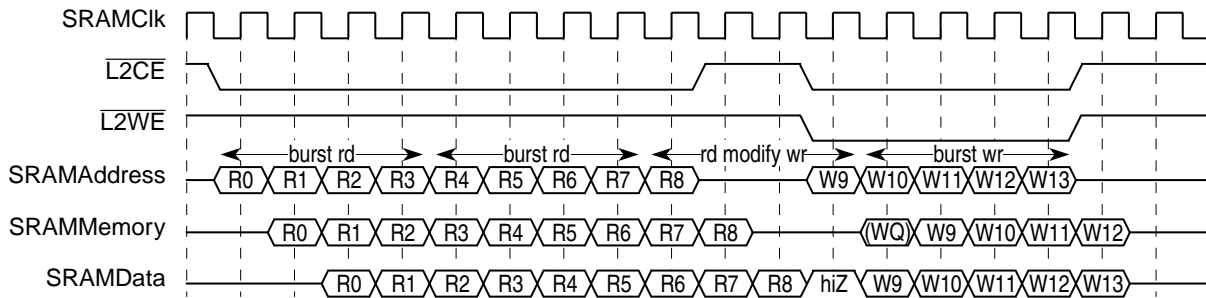 SRAMClk
L2CE
L2WE
burst rd burst rd rd modify wr burst wr
SRAMAddress R0 R1 R2 R3 R4 R5 R6 R7 R8 W9 W10 W11 W12 W13
SRAMMemory R0 R1 R2 R3 R4 R5 R6 R7 R8 (WQ) W9 W10 W11 W12
SRAMData R0 R1 R2 R3 R4 R5 R6 R7 R8 hiZ W9 W10 W11 W12 W13